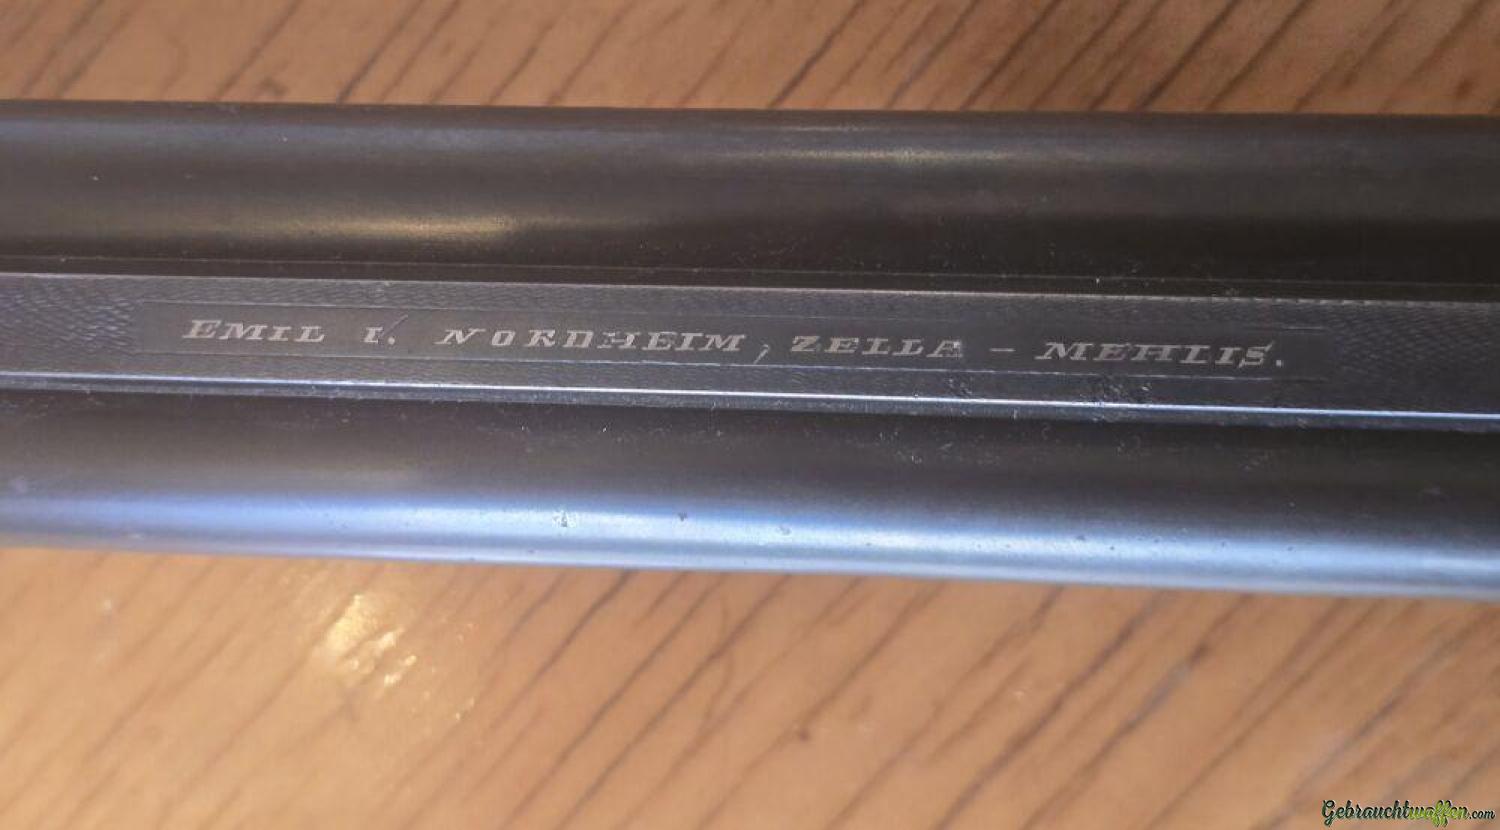 EMIL v. NORDHEIM, ZELLA - MEHLIS.
Gebrauchtwaffen.com